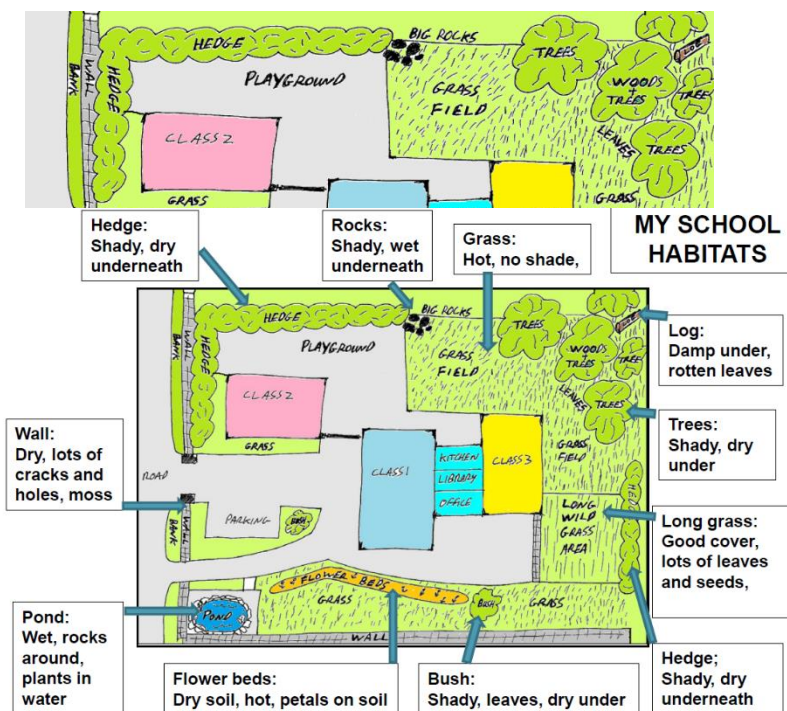 HEDGE
BIG ROCKS
TREES
LOG
BANK
WALL
HEDGE
PLAYGROUND
GRASS
FIELD
WOODS
+
TREES
TREES
LEAVES
TREES
CLASS 2
GRASS
GRASS
MY SCHOOL
HABITATS
Hedge:
Shady, dry
underneath
Rocks:
Shady, wet
underneath
Grass:
Hot, no shade,
HEDGE
BIG ROCKS
TREES
LOG
BANK
WALL
HEDGE
PLAYGROUND
GRASS
FIELD
WOODS
+
TREES
TREE
LEAVES
TREES
Log:
Damp under,
rotten leaves
CLASS 2
GRASS
Trees:
Shady, dry
under
Wall:
Dry, lots of
cracks and
holes, moss
ROAD
CLASS 1
KITCHEN
LIBRARY
OFFICE
CLASS 3
GRASS
FIELD
BANK
WALL
PARKING
BUSH
LONG
WILD
GRASS
AREA
Long grass:
Good cover,
lots of leaves
and seeds,
FLOWER BEDS
GRASS
BUSH
GRASS
POND
WALL
Pond:
Wet, rocks
around,
plants in
water
Flower beds:
Dry soil, hot, petals on soil
Bush:
Shady, leaves, dry under
Hedge;
Shady, dry
underneath